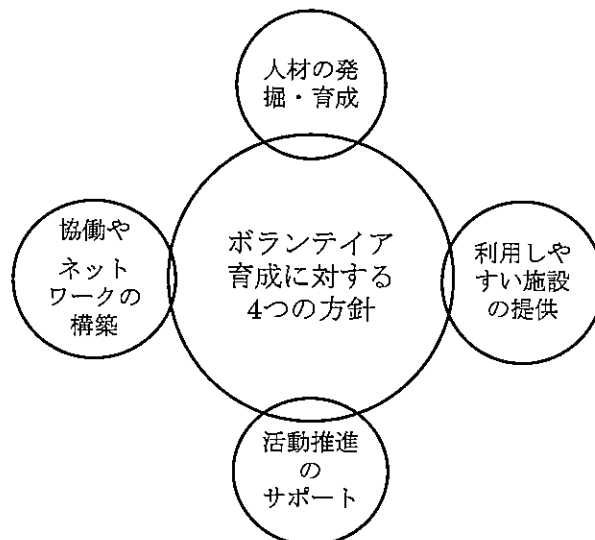 人材の発
掘・育成
協働や
ネット
ワークの
構築
ボランテイア
育成に対する
4つの方針
利用しや
すい施設
の提供
活動推進
の
サポート